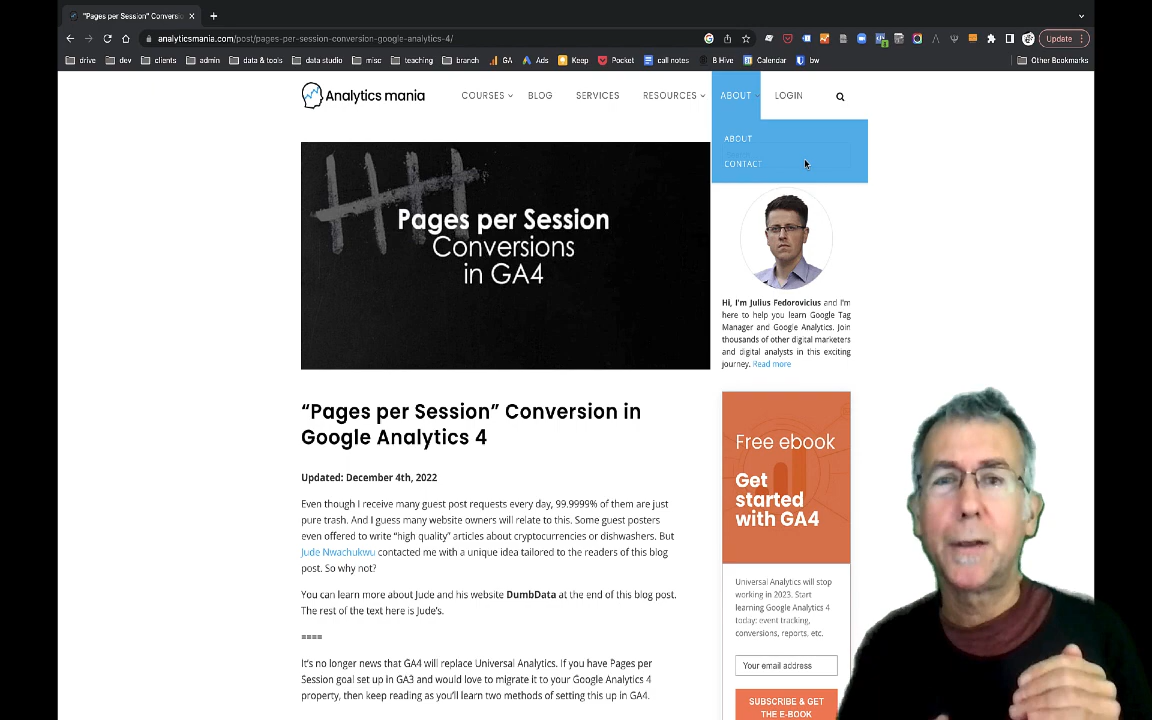 "Pages per Session" Conversio
analyticsmania.com/post/pages-per-session-conversion-google-analytics-4/
Update
drive
dev
clients
admin
data & tools
data studio
misc
teaching
branch
GA
Ads
Keep
Pocket
call notes
B Hive
Calendar
bw
Other Bookmarks
Analytics mania
COURSES
BLOG
SERVICES
RESOURCES
ABOUT
LOGIN
ABOUT
CONTACT
Pages per Session
Conversions
in GA4
Hi, I'm Julius Fedorovicius and I'm
here to help you learn Google Tag
Manager and Google Analytics. Join
thousands of other digital marketers
and digital analysts in this exciting
journey. Read more
“Pages per Session” Conversion in
Google Analytics 4
Updated: December 4th, 2022
Even though I receive many guest post requests every day, 99.9999% of them are just
pure trash. And I guess many website owners will relate to this. Some guest posters
even offered to write “high quality” articles about cryptocurrencies or dishwashers. But
Jude Nwachukwu contacted me with a unique idea tailored to the readers of this blog
post. So why not?
You can learn more about Jude and his website DumbData at the end of this blog post.
The rest of the text here is Jude’s.
====
It’s no longer news that GA4 will replace Universal Analytics. If you have Pages per
Session goal set up in GA3 and would love to migrate it to your Google Analytics 4
property, then keep reading as you’ll learn two methods of setting this up in GA4.
Free ebook
Get
started
with GA4
Universal Analytics will stop
working in 2023. Start
learning Google Analytics 4
today: event tracking,
conversions, reports, etc.
Your email address
SUBSCRIBE & GET
THE E-BOOK